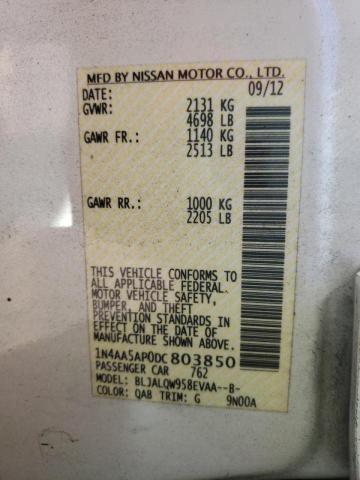 MFD BY NISSAN MOTOR CO., LTD.
DATE: 09/12
GVWR: 2131 KG
4698 LB
GAWR FR.: 1140 KG
2513 LB
GAWR RR.: 1000 KG
2205 LB
THIS VEHICLE CONFORMS TO
ALL APPLICABLE FEDERAL
MOTOR VEHICLE SAFETY,
BUMPER, AND THEFT
PREVENTION STANDARDS IN
EFFECT ON THE DATE OF
MANUFACTURE SHOWN ABOVE.
1N4AA5AP0DC803850
PASSENGER CAR 762
MODEL: BLJALQW958EVAA--B-
COLOR: QAB TRIM: G 9N00A